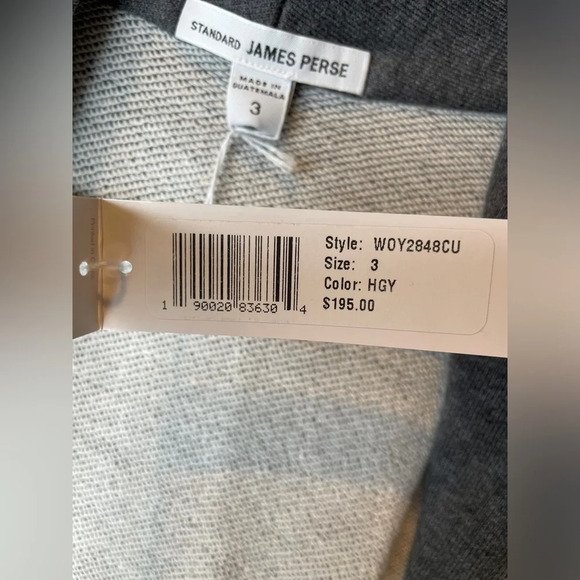 STANDARD JAMES PERSE
MADE IN
GUATEMALA
3
Style: WOY2848CU
Size: 3
Color: HGY
$195.00
1 90020 83630 4